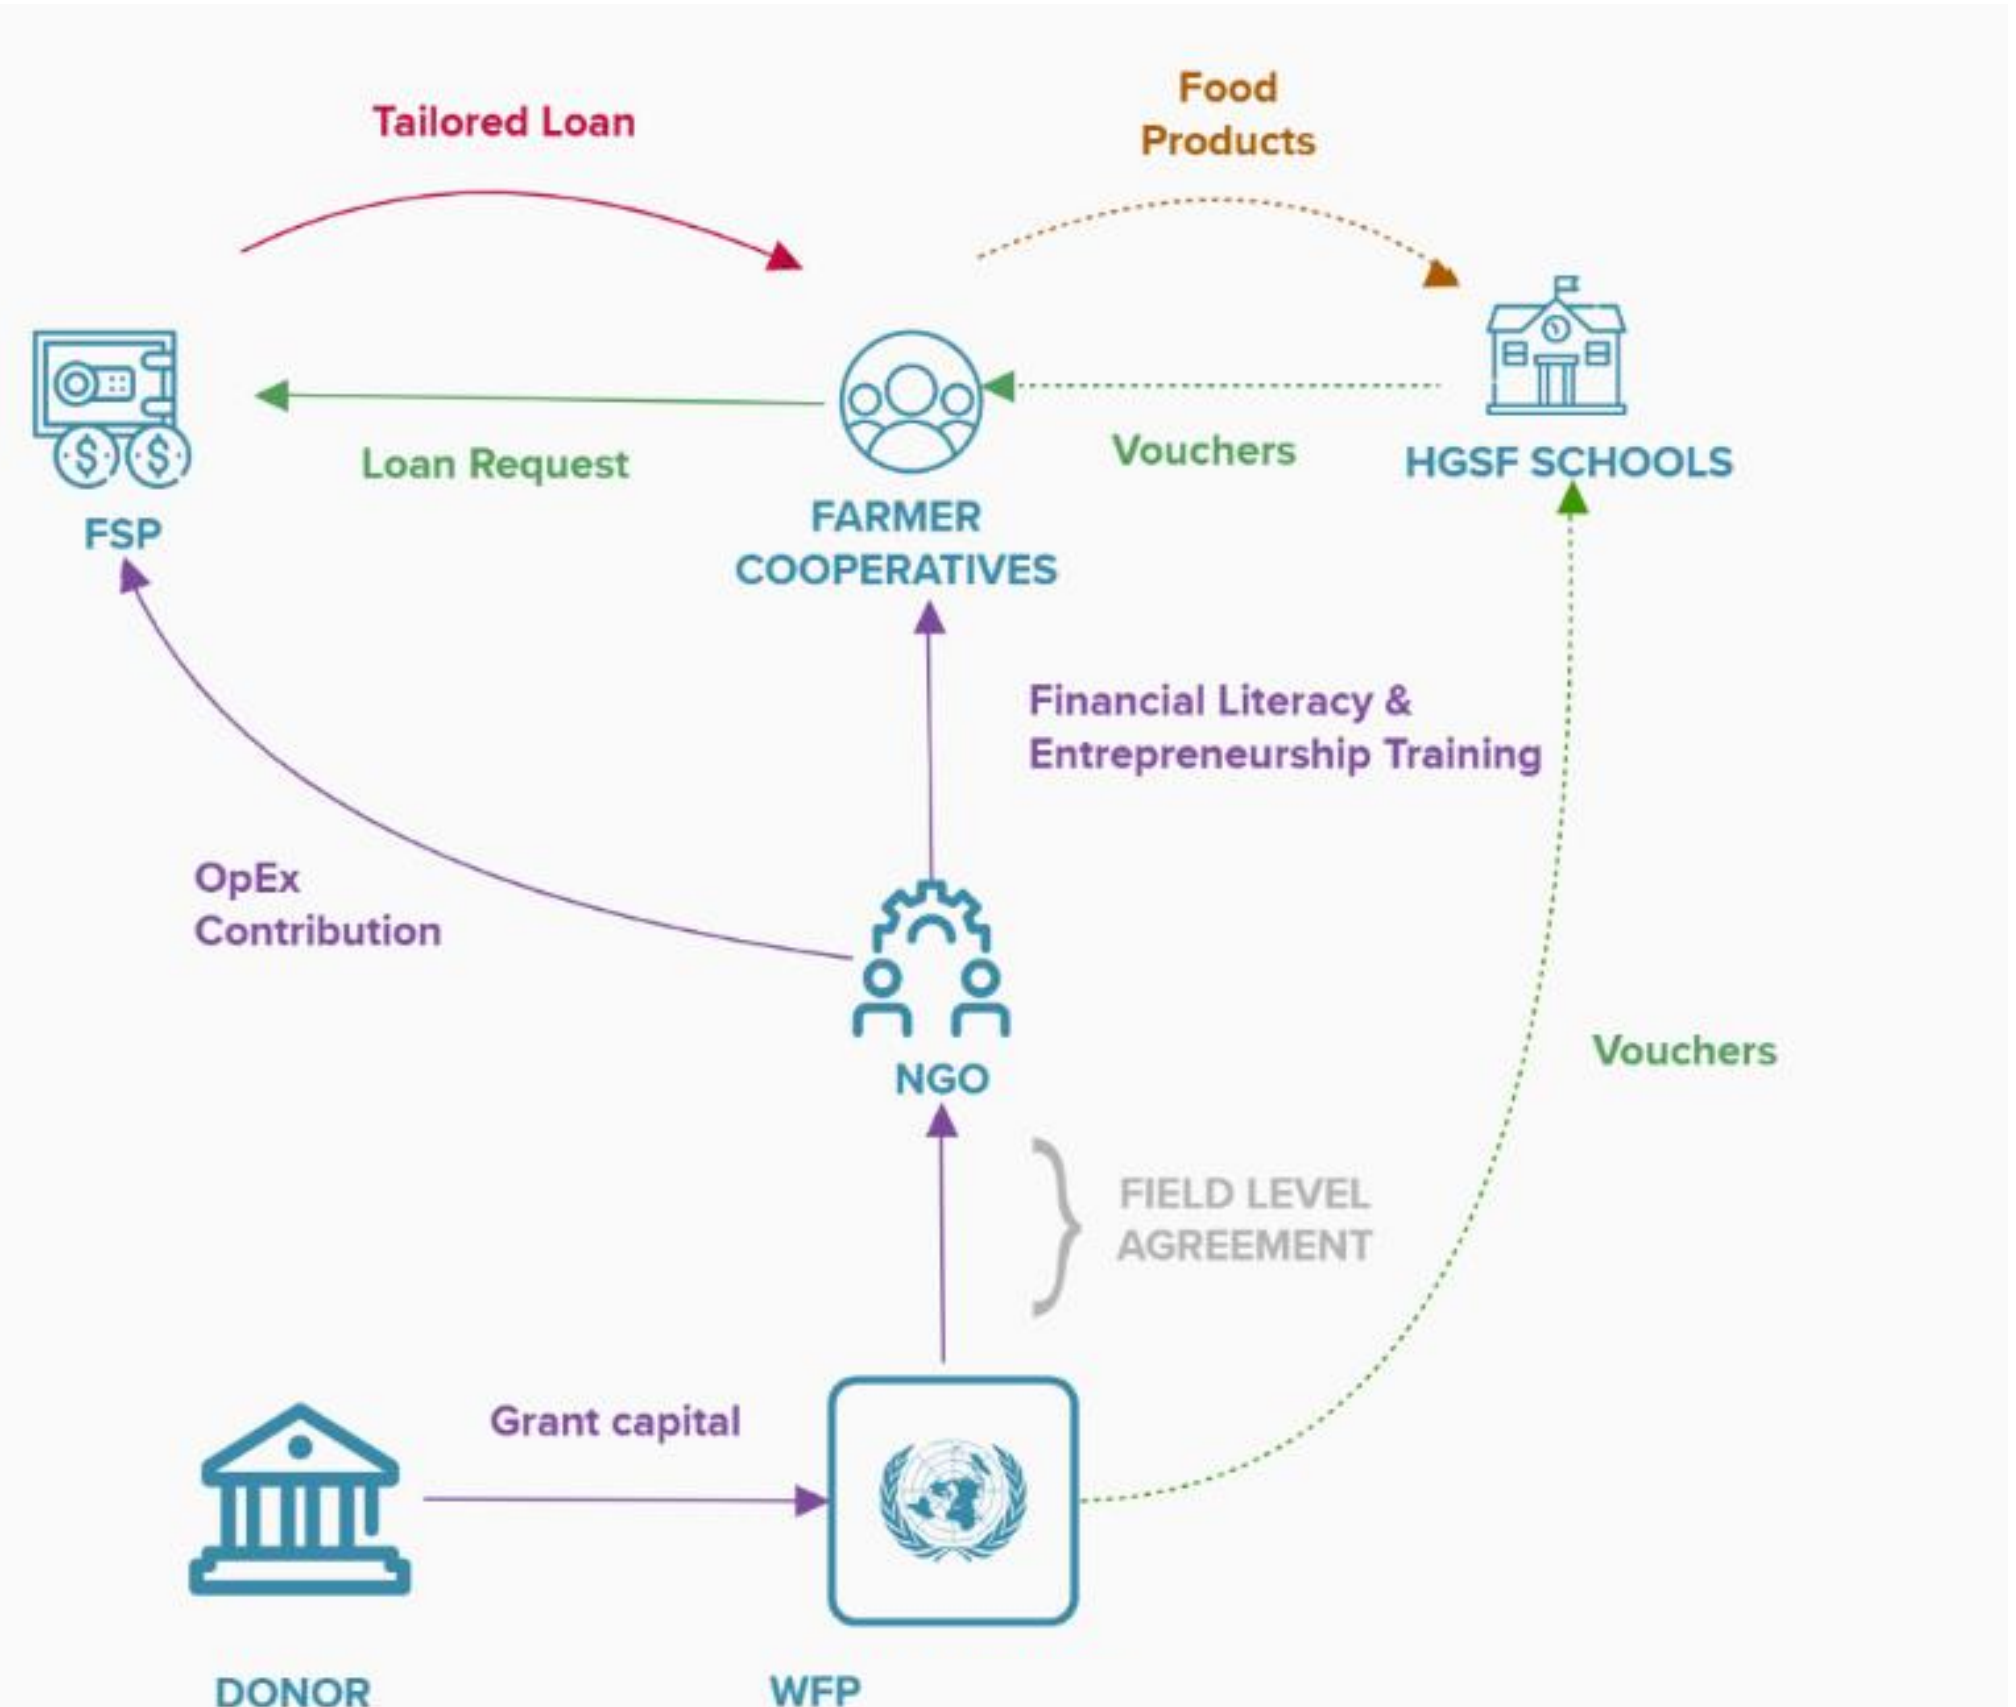 Tailored Loan
Food
Products
Loan Request
Vouchers
HGSF SCHOOLS
FSP
FARMER
COOPERATIVES
Financial Literacy &
Entrepreneurship Training
OpEx
Contribution
NGO
Vouchers
FIELD LEVEL
AGREEMENT
Grant capital
DONOR
WFP